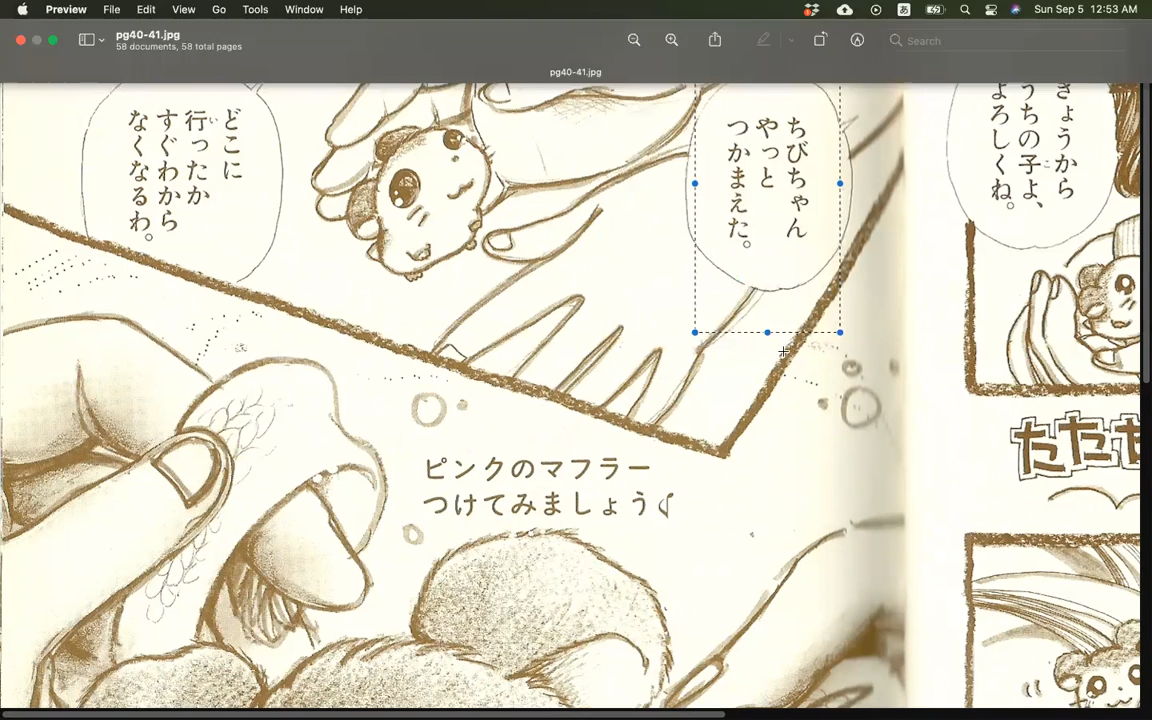 Preview File Edit View Go Tools Window Help
Sun Sep 5 12:53 AM
pg40-41.jpg
58 documents, 58 total pages
Search
pg40-41.jpg
きょうから
うちの子よ、
よろしくね。
ちびちゃん
やっと
つかまえた。
どこに
行ったか
すぐわから
なくなるわ。
ピンクのマフラー
つけてみましょう
たたた